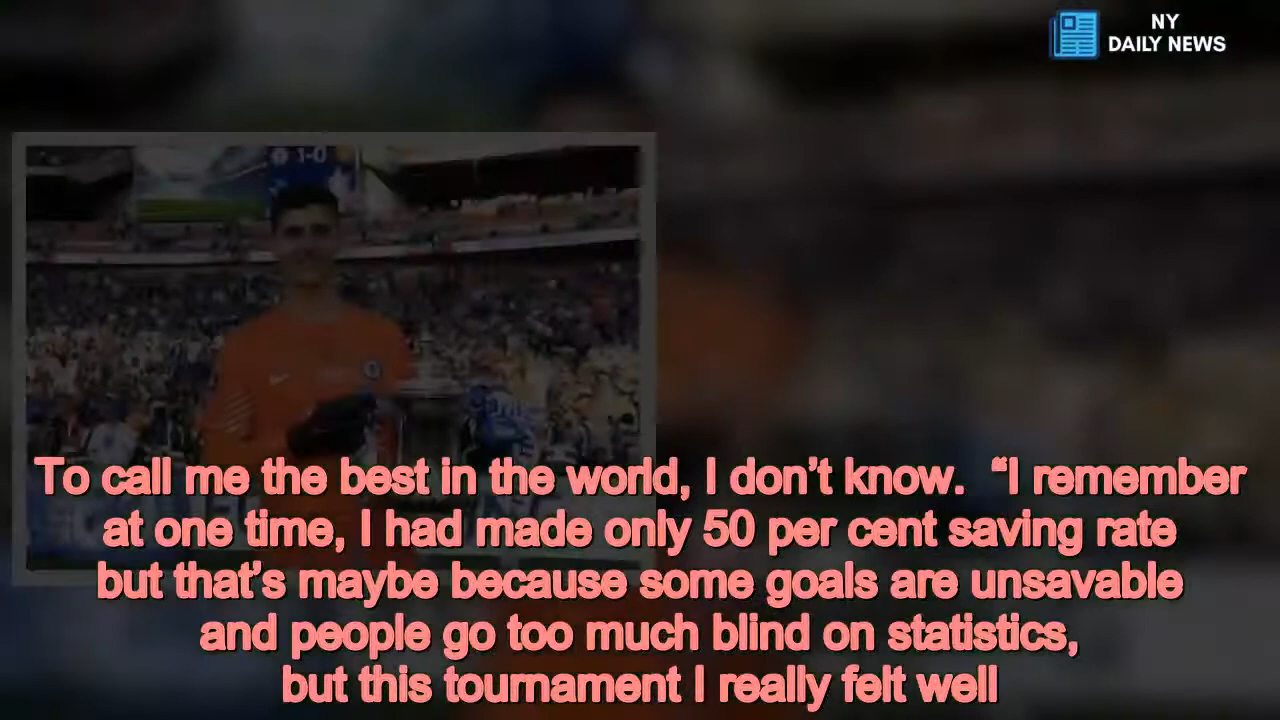 NY
DAILY NEWS
1-0
To call me the best in the world, I don’t know.  “I remember
at one time, I had made only 50 per cent saving rate
but that’s maybe because some goals are unsavable
and people go too much blind on statistics,
but this tournament I really felt well